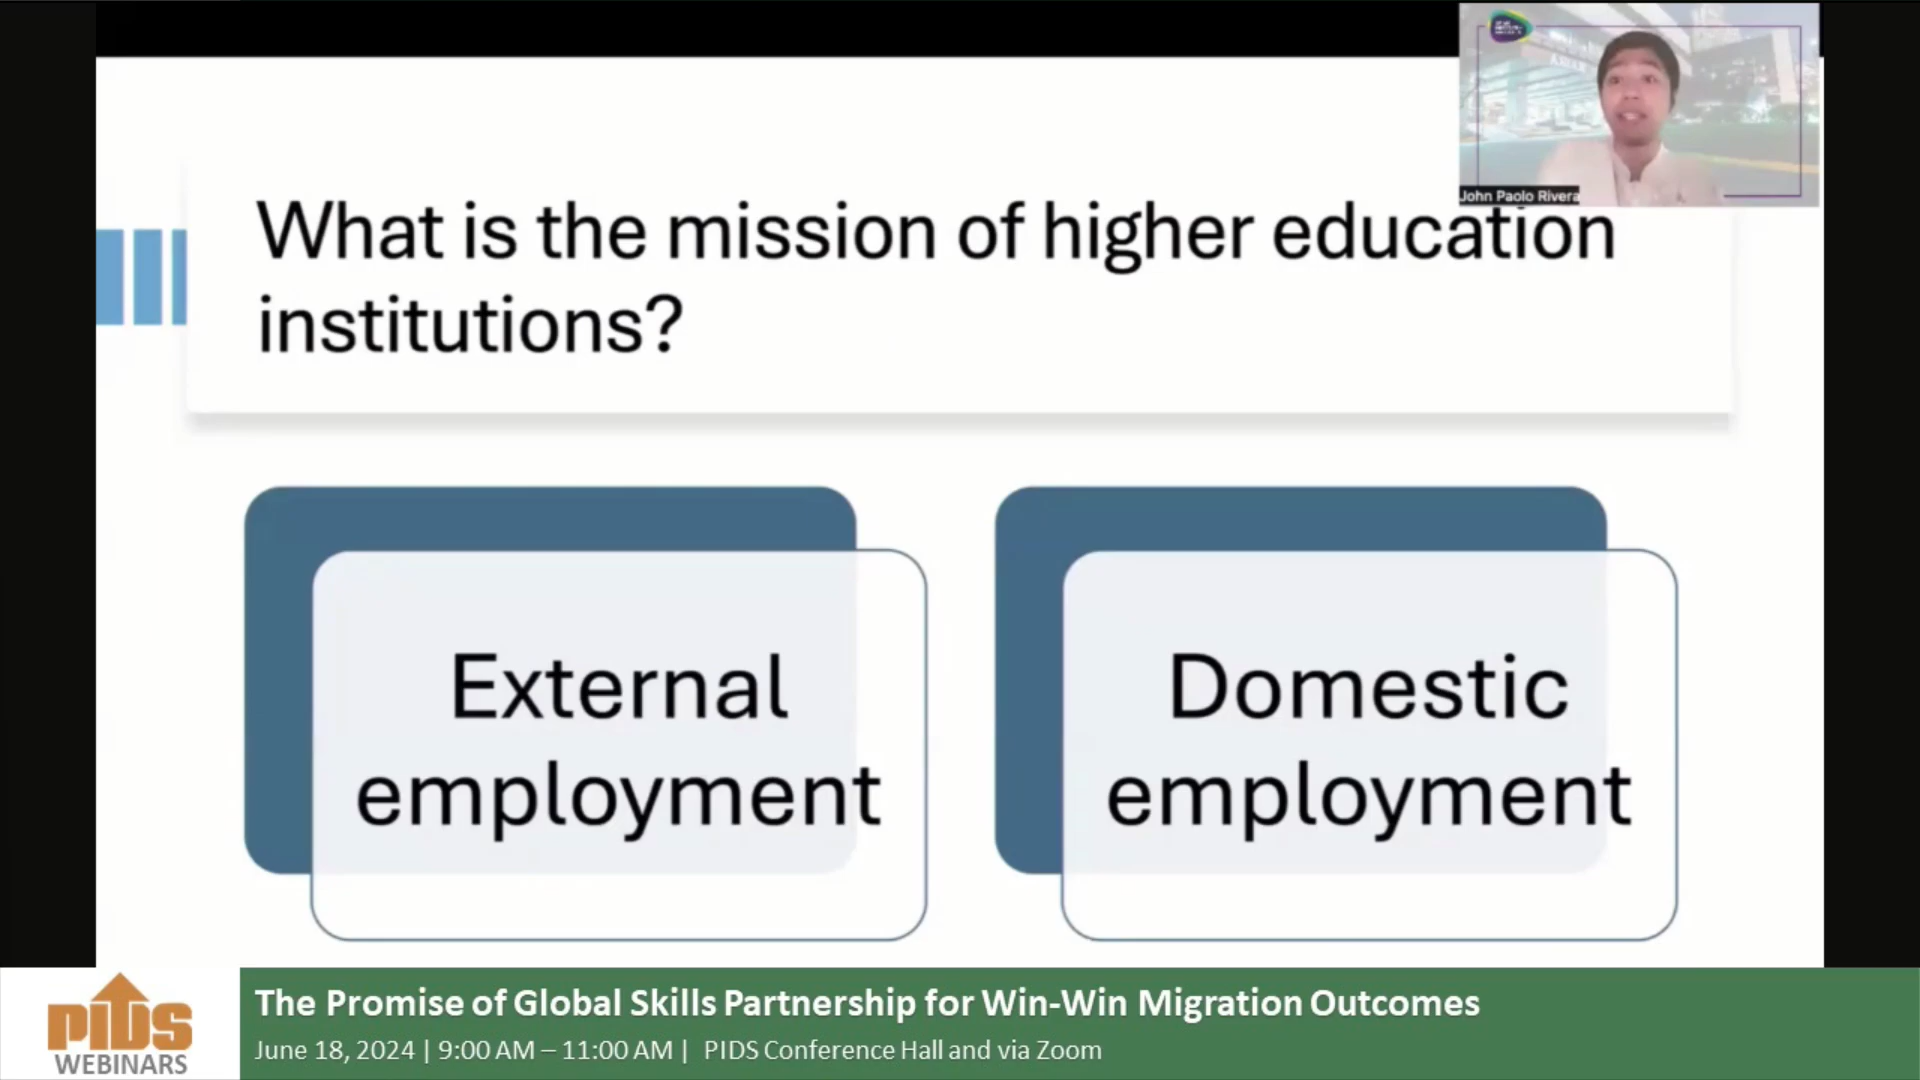 John Paolo Rivera
What is the mission of higher education
institutions?
External
employment
Domestic
employment
PIDS
WEBINARS
The Promise of Global Skills Partnership for Win-Win Migration Outcomes
June 18, 2024 | 9:00 AM – 11:00 AM | PIDS Conference Hall and via Zoom